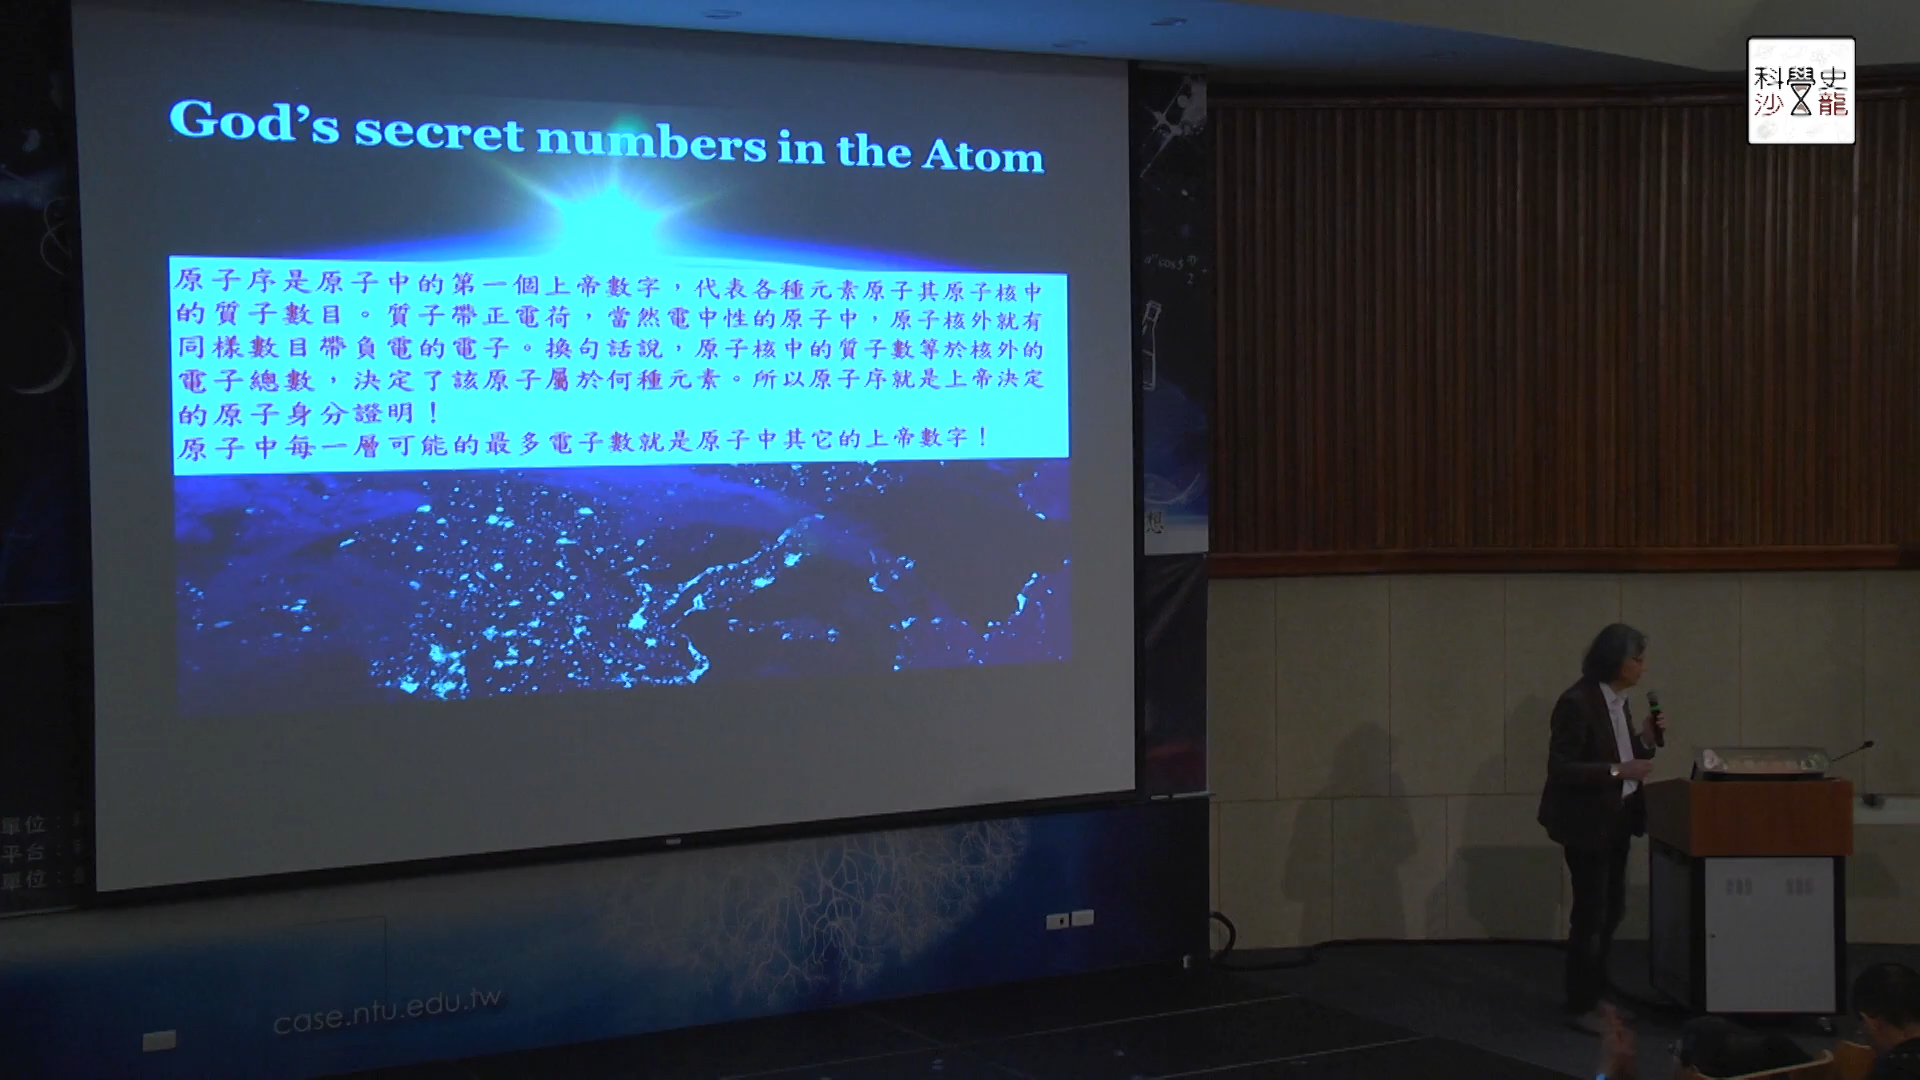 God's secret numbers in the Atom
原子序是原子中的第一個上帝數字，代表各種元素原子其原子核中
的質子數目。質子帶正電荷，當然電中性的原子中，原子核外就有
同樣數目帶負電的電子。換句話說，原子核中的質子數等於核外的
電子總數，決定了該原子屬於何種元素。所以原子序就是上帝決定
的原子身分證明！
原子中每一層可能的最多電子數就是原子中其它的上帝數字！
科學史
沙龍
想
單位：
平台：
單位：
case.ntu.edu.tw